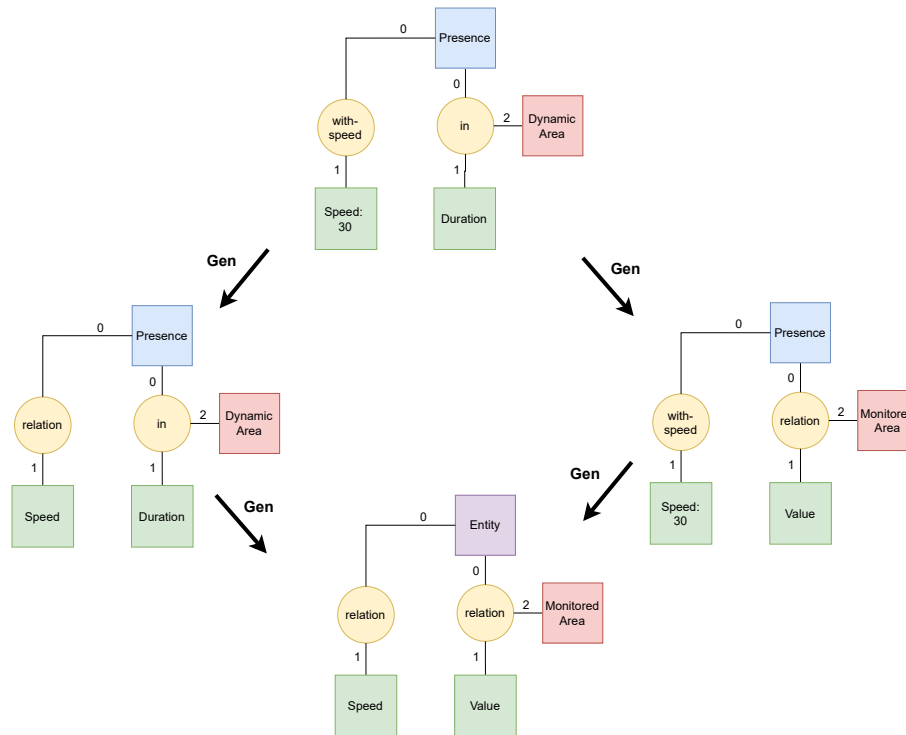 0
Presence
0
with-
speed
in
2
Dynamic
Area
1
1
Speed:
30
Duration
Gen
Gen
0
Presence
0
relation
in
2
Dynamic
Area
1
1
Speed
Duration
0
Presence
0
with-
speed
relation
2
Monitored
Area
1
1
Speed:
30
Value
Gen
Gen
0
Entity
0
relation
relation
2
Monitored
Area
1
1
Speed
Value